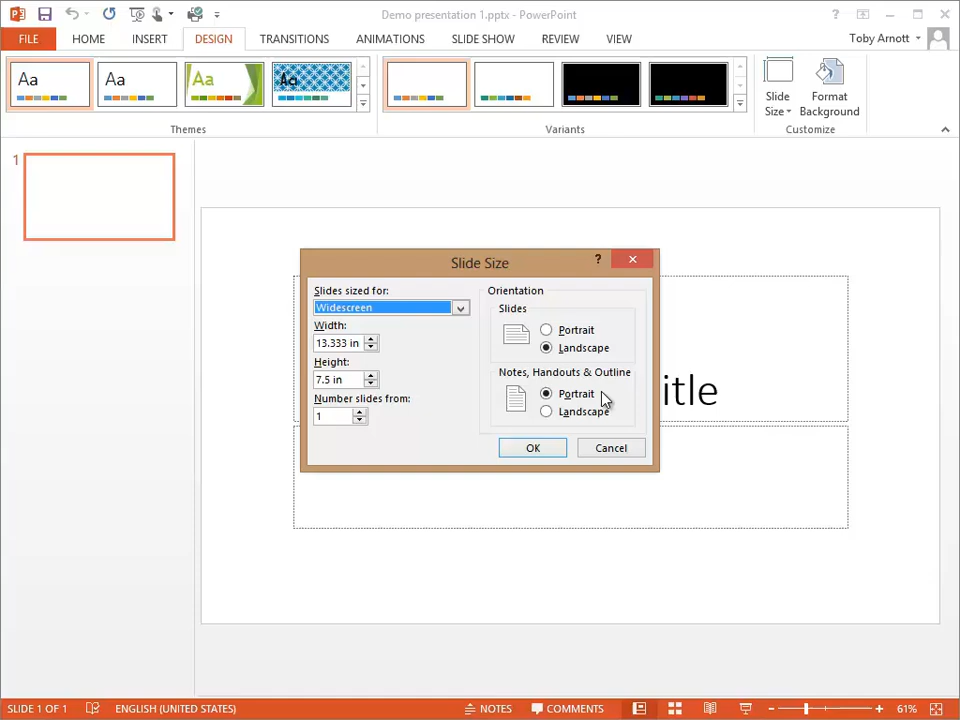 Demo presentation 1.pptx - PowerPoint
FILE HOME INSERT DESIGN TRANSITIONS ANIMATIONS SLIDE SHOW REVIEW VIEW Toby Arnott
Aa Aa Aa Aa
Slide Size
Format Background
Themes Variants Customize
1
Slide Size
Slides sized for:
Widescreen
Width:
13.333 in
Height:
7.5 in
Number slides from:
1
Orientation
Slides
Portrait
Landscape
Notes, Handouts & Outline
Portrait
Landscape
OK Cancel
itle
SLIDE 1 OF 1 ENGLISH (UNITED STATES) NOTES COMMENTS 61%